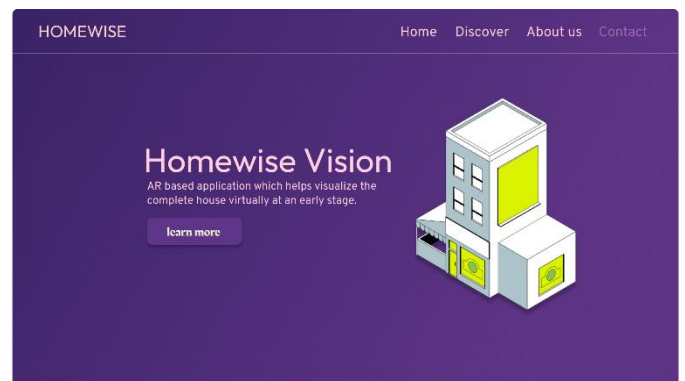 HOMEWISE
Home Discover About us Contact
Homewise Vision
AR based application which helps visualize the
complete house virtually at an early stage.
learn more